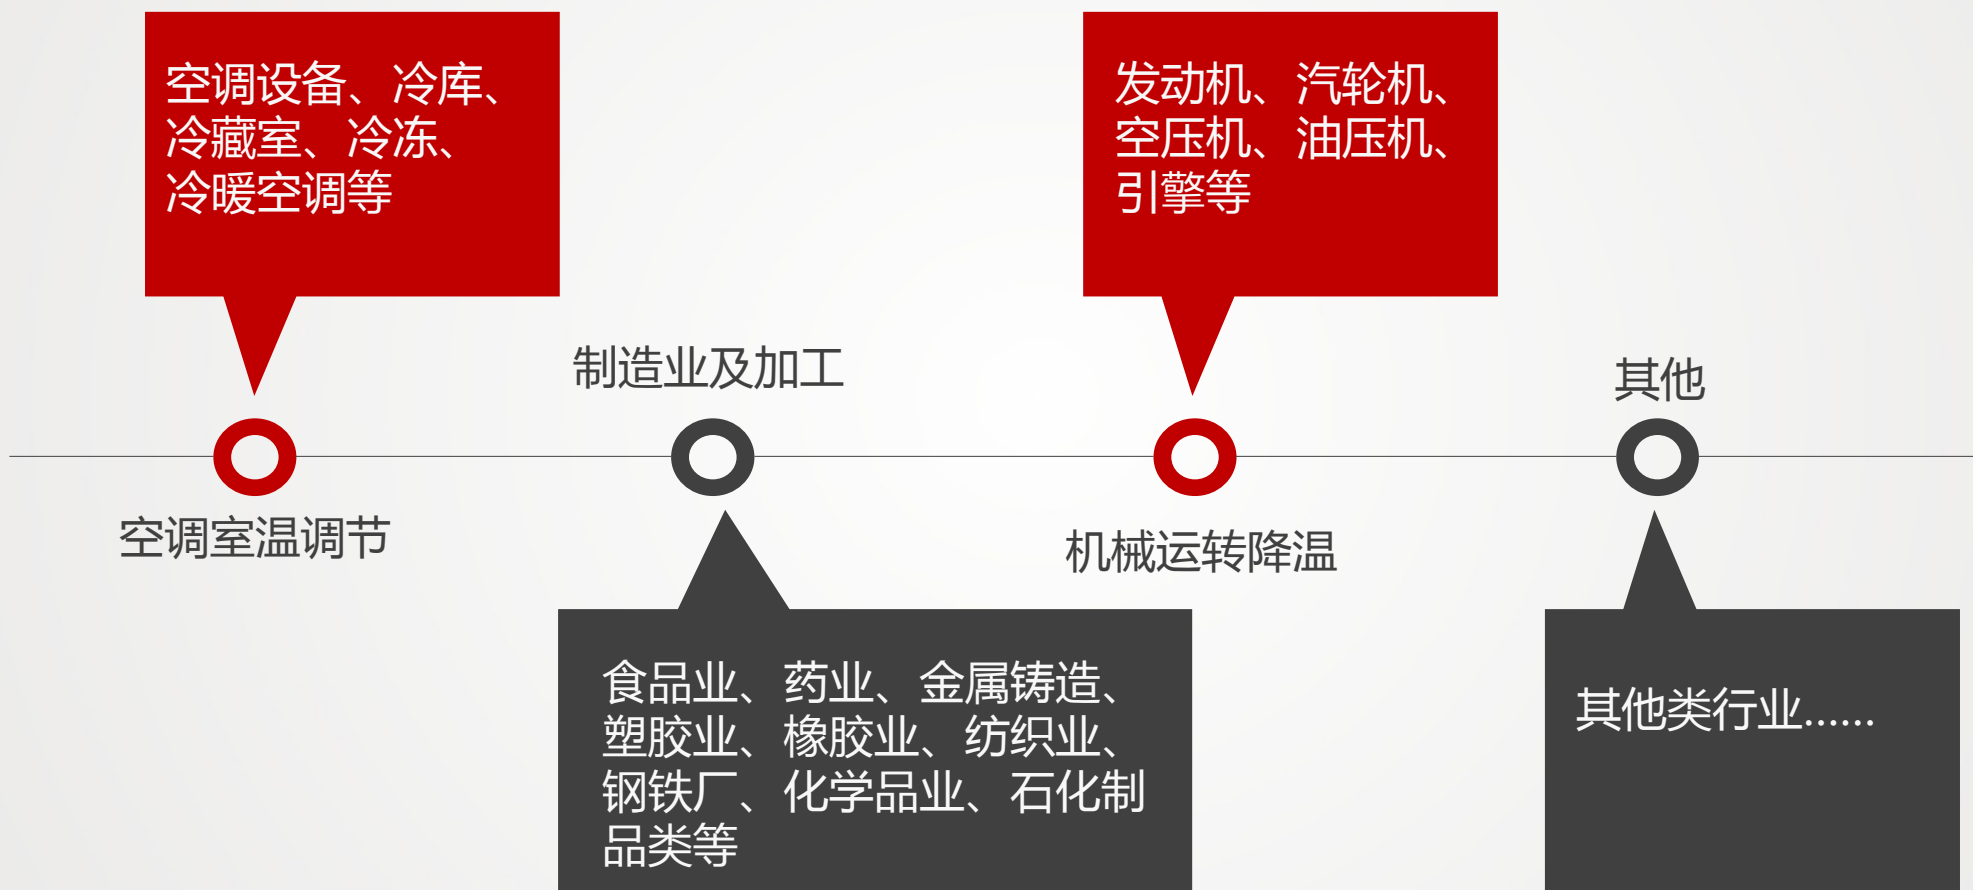 空调设备、冷库、
冷藏室、冷冻、
冷暖空调等
空调室温调节
制造业及加工
食品业、药业、金属铸造、
塑胶业、橡胶业、纺织业、
钢铁厂、化学品业、石化制
品类等
发动机、汽轮机、
空压机、油压机、
引擎等
机械运转降温
其他
其他类行业……